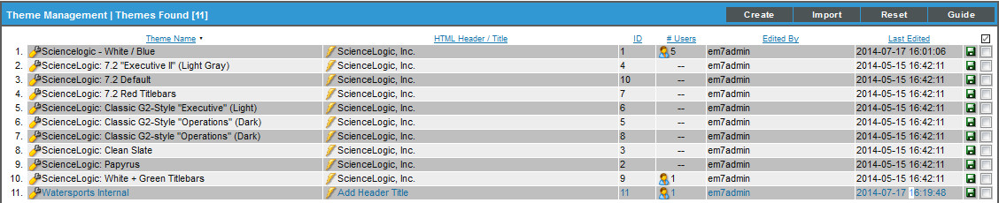 Theme Management | Themes Found [11] Create Import Reset Guide
Theme Name HTML Header / Title ID # Users Edited By Last Edited
1. Sciencelogic - White / Blue ScienceLogic, Inc. 1 5 em7admin 2014-07-17 16:01:06
2. ScienceLogic: 7.2 "Executive II" (Light Gray) ScienceLogic, Inc. 4 -- em7admin 2014-05-15 16:42:11
3. ScienceLogic: 7.2 Default ScienceLogic, Inc. 10 -- em7admin 2014-05-15 16:42:11
4. ScienceLogic: 7.2 Red Titlebars ScienceLogic, Inc. 7 -- em7admin 2014-05-15 16:42:11
5. ScienceLogic: Classic G2-Style "Executive" (Light) ScienceLogic, Inc. 6 -- em7admin 2014-05-15 16:42:11
6. ScienceLogic: Classic G2-Style "Operations" (Dark) ScienceLogic, Inc. 5 -- em7admin 2014-05-15 16:42:11
7. ScienceLogic: Classic G2-style "Operations" (Dark) ScienceLogic, Inc. 8 -- em7admin 2014-05-15 16:42:11
8. ScienceLogic: Clean Slate ScienceLogic, Inc. 3 -- em7admin 2014-05-15 16:42:11
9. ScienceLogic: Papyrus ScienceLogic, Inc. 2 -- em7admin 2014-05-15 16:42:11
10. ScienceLogic: White + Green Titlebars ScienceLogic, Inc. 9 1 em7admin 2014-05-15 16:42:11
11. Watersports Internal Add Header Title 11 1 em7admin 2014-07-17 16:19:48